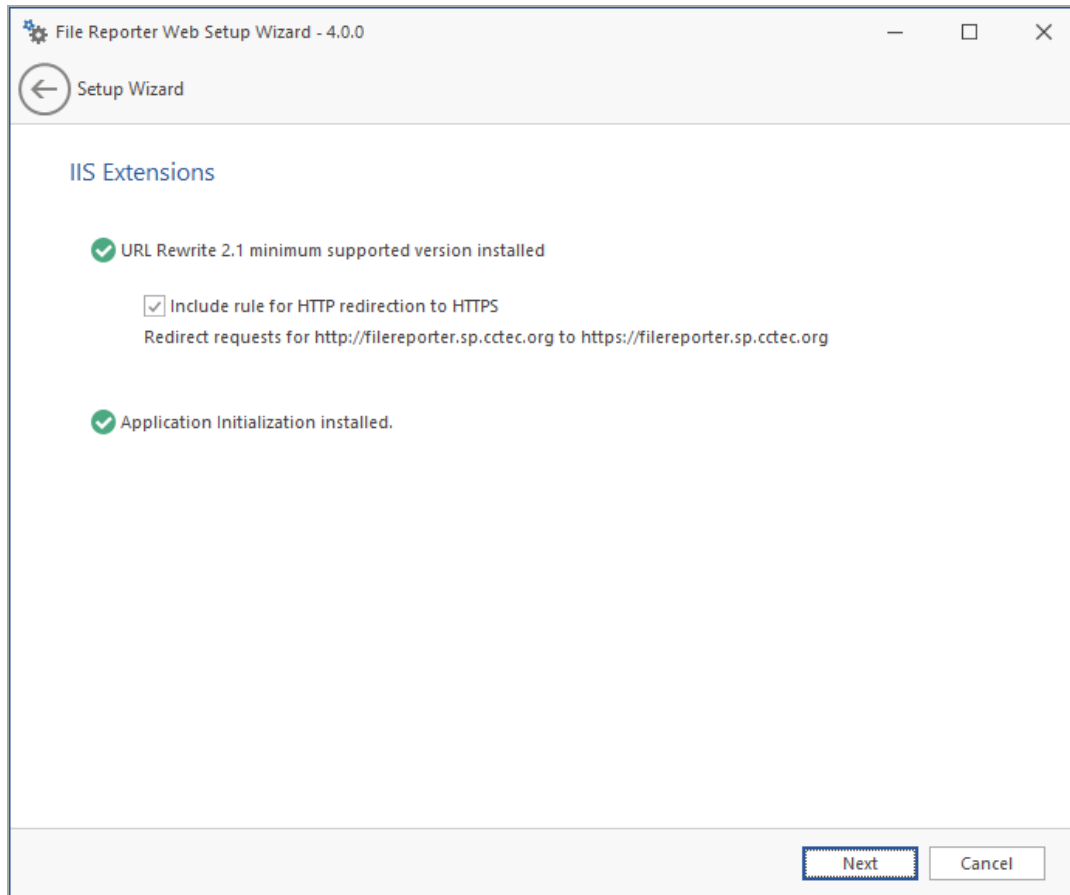 File Reporter Web Setup Wizard - 4.0.0
Setup Wizard
IIS Extensions
URL Rewrite 2.1 minimum supported version installed
Include rule for HTTP redirection to HTTPS
Redirect requests for http://filereporter.sp.cctec.org to https://filereporter.sp.cctec.org
Application Initialization installed.
Next
Cancel